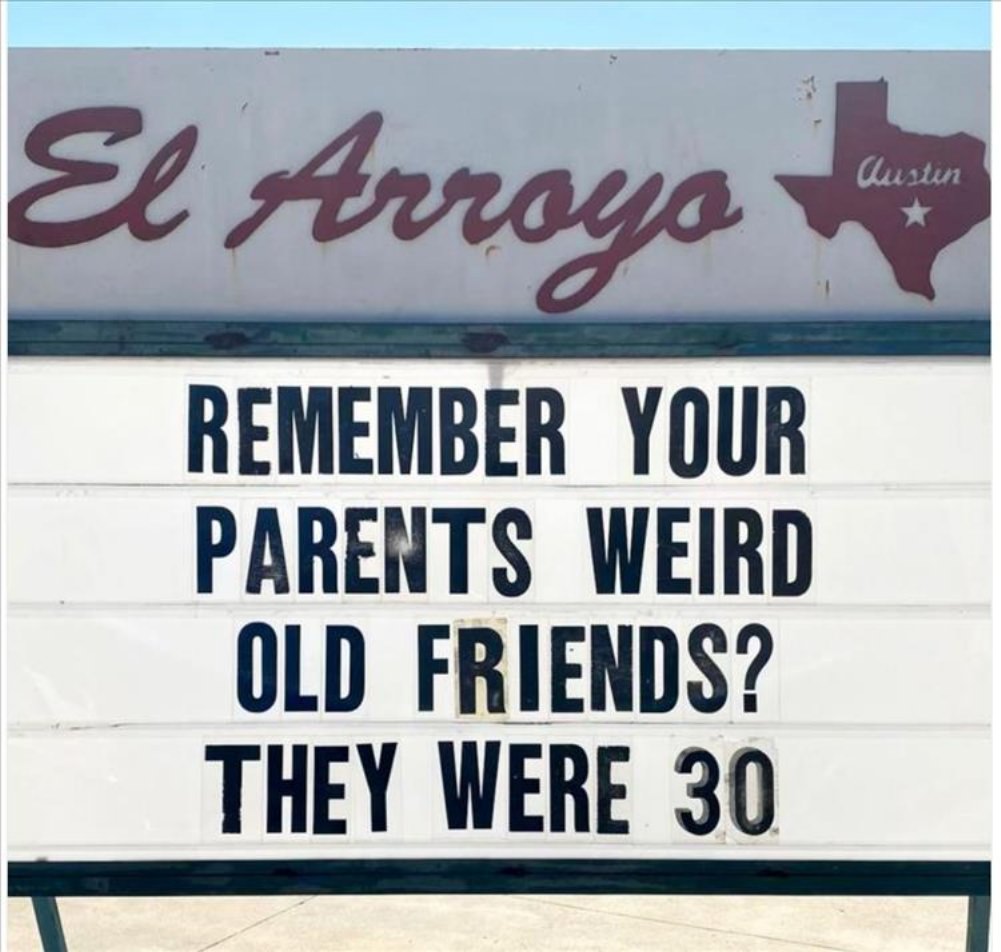 El Arroyo
Austin
REMEMBER YOUR
PARENTS WEIRD
OLD FRIENDS?
THEY WERE 30